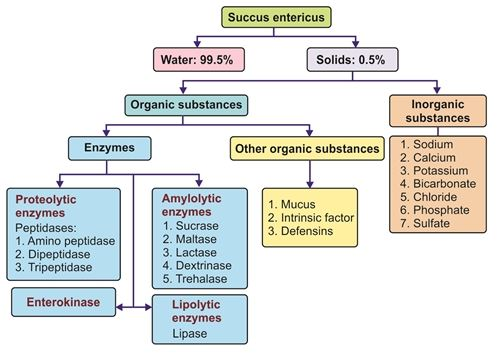 Succus entericus
Water: 99.5%
Solids: 0.5%
Organic substances
Inorganic
substances
Enzymes
Other organic substances
1. Sodium
2. Calcium
3. Potassium
4. Bicarbonate
5. Chloride
6. Phosphate
7. Sulfate
Proteolytic
enzymes
Peptidases:
1. Amino peptidase
2. Dipeptidase
3. Tripeptidase
Amylolytic
enzymes
1. Sucrase
2. Maltase
3. Lactase
4. Dextrinase
5. Trehalase
1. Mucus
2. Intrinsic factor
3. Defensins
Enterokinase
Lipolytic
enzymes
Lipase